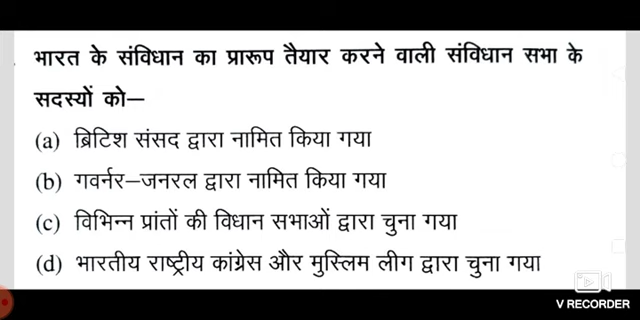 भारत के संविधान का प्रारूप तैयार करने वाली संविधान सभा के
सदस्यों को—
(a) ब्रिटिश संसद द्वारा नामित किया गया
(b) गवर्नर–जनरल द्वारा नामित किया गया
(c) विभिन्न प्रांतों की विधान सभाओं द्वारा चुना गया
(d) भारतीय राष्ट्रीय कांग्रेस और मुस्लिम लीग द्वारा चुना गया
V RECORDER